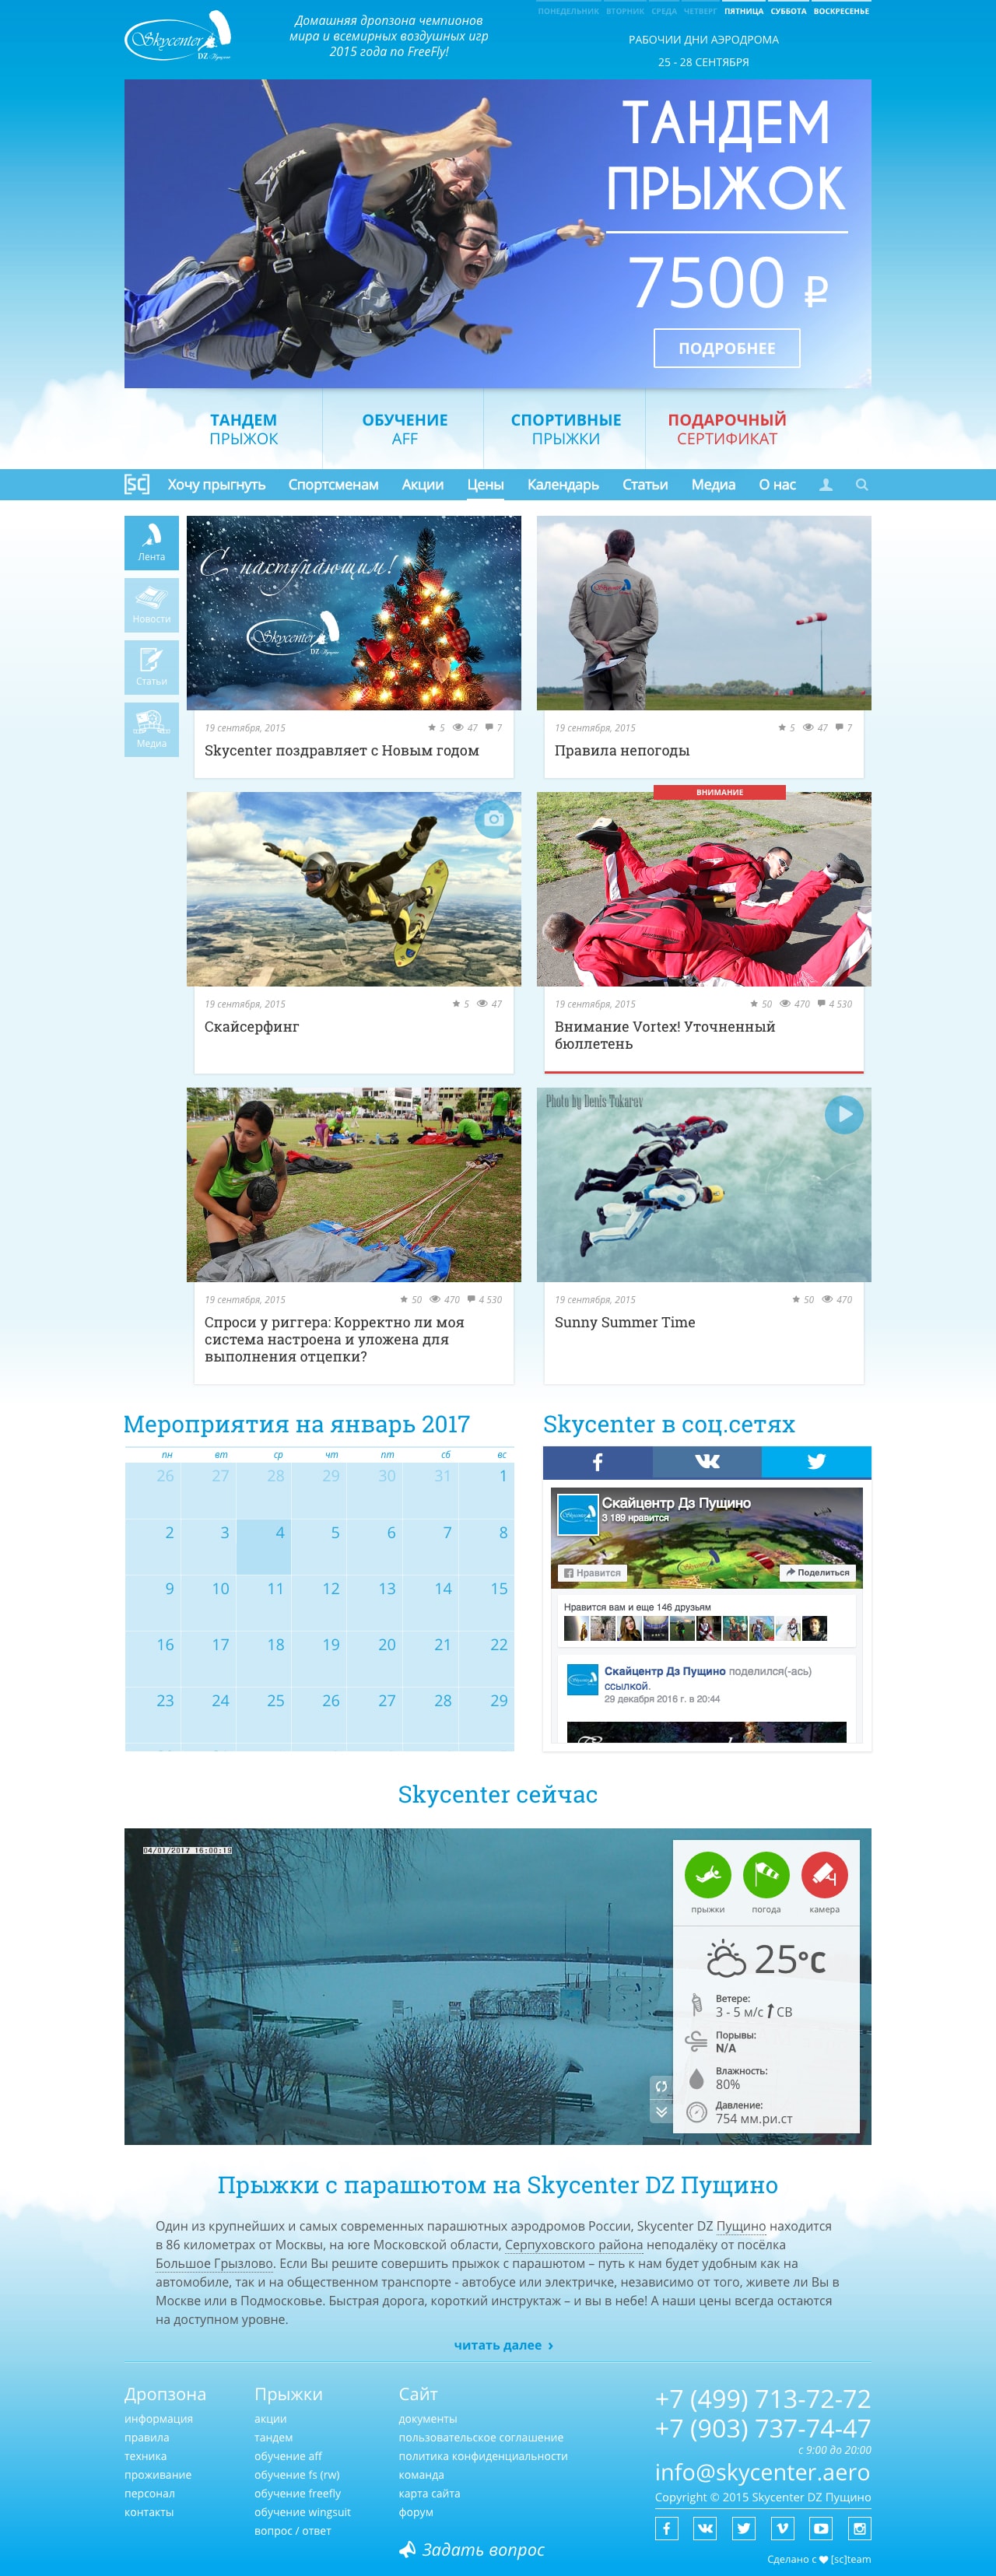 Skycenter
DZ Пущино
Домашняя дропзона чемпионов
мира и всемирных воздушных игр
2015 года по FreeFly!
ПОНЕДЕЛЬНИК ВТОРНИК СРЕДА ЧЕТВЕРГ ПЯТНИЦА СУББОТА ВОСКРЕСЕНЬЕ
РАБОЧИИ ДНИ АЭРОДРОМА
25 - 28 СЕНТЯБРЯ
SIGMA
ТАНДЕМ
ПРЫЖОК
7500 ₽
ПОДРОБНЕЕ
ТАНДЕМ
ПРЫЖОК
ОБУЧЕНИЕ
AFF
СПОРТИВНЫЕ
ПРЫЖКИ
ПОДАРОЧНЫЙ
СЕРТИФИКАТ
[SC] Хочу прыгнуть Спортсменам Акции Цены Календарь Статьи Медиа О нас
Лента
Новости
Статьи
Медиа
С наступающим!
Skycenter
DZ Пущино
19 сентября, 2015 5 47 7
Skycenter поздравляет с Новым годом
19 сентября, 2015 5 47 7
Правила непогоды
19 сентября, 2015 5 47
Скайсерфинг
ВНИМАНИЕ
19 сентября, 2015 50 470 4 530
Внимание Vortex! Уточненный
бюллетень
19 сентября, 2015 50 470 4 530
Спроси у риггера: Корректно ли моя
система настроена и уложена для
выполнения отцепки?
Photo by Denis Tokarev
19 сентября, 2015 50 470
Sunny Summer Time
Мероприятия на январь 2017
пн вт ср чт пт сб вс
26 27 28 29 30 31 1
2 3 4 5 6 7 8
9 10 11 12 13 14 15
16 17 18 19 20 21 22
23 24 25 26 27 28 29
Skycenter в соц.сетях
Скайцентр Дз Пущино
3 189 нравится
Нравится
Поделиться
Нравится вам и еще 146 друзьям
Скайцентр Дз Пущино поделился(-ась)
ссылкой.
29 декабря 2016 г. в 20:44
Skycenter сейчас
04/01/2017 16:00:19
прыжки погода камера
25°C
Ветере:
3 - 5 м/с СВ
Порывы:
N/A
Влажность:
80%
Давление:
754 мм.ри.ст
Прыжки с парашютом на Skycenter DZ Пущино
Один из крупнейших и самых современных парашютных аэродромов России, Skycenter DZ Пущино находится
в 86 километрах от Москвы, на юге Московской области, Серпуховского района неподалёку от посёлка
Большое Грызлово. Если Вы решите совершить прыжок с парашютом – путь к нам будет удобным как на
автомобиле, так и на общественном транспорте - автобусе или электричке, независимо от того, живете ли Вы в
Москве или в Подмосковье. Быстрая дорога, короткий инструктаж – и вы в небе! А наши цены всегда остаются
на доступном уровне.
читать далее ›
Дропзона
информация
правила
техника
проживание
персонал
контакты
Прыжки
акции
тандем
обучение aff
обучение fs (rw)
обучение freefly
обучение wingsuit
вопрос / ответ
Сайт
документы
пользовательское соглашение
политика конфиденциальности
команда
карта сайта
форум
Задать вопрос
+7 (499) 713-72-72
+7 (903) 737-74-47
с 9:00 до 20:00
info@skycenter.aero
Copyright © 2015 Skycenter DZ Пущино
Сделано с ♥ [sc]team